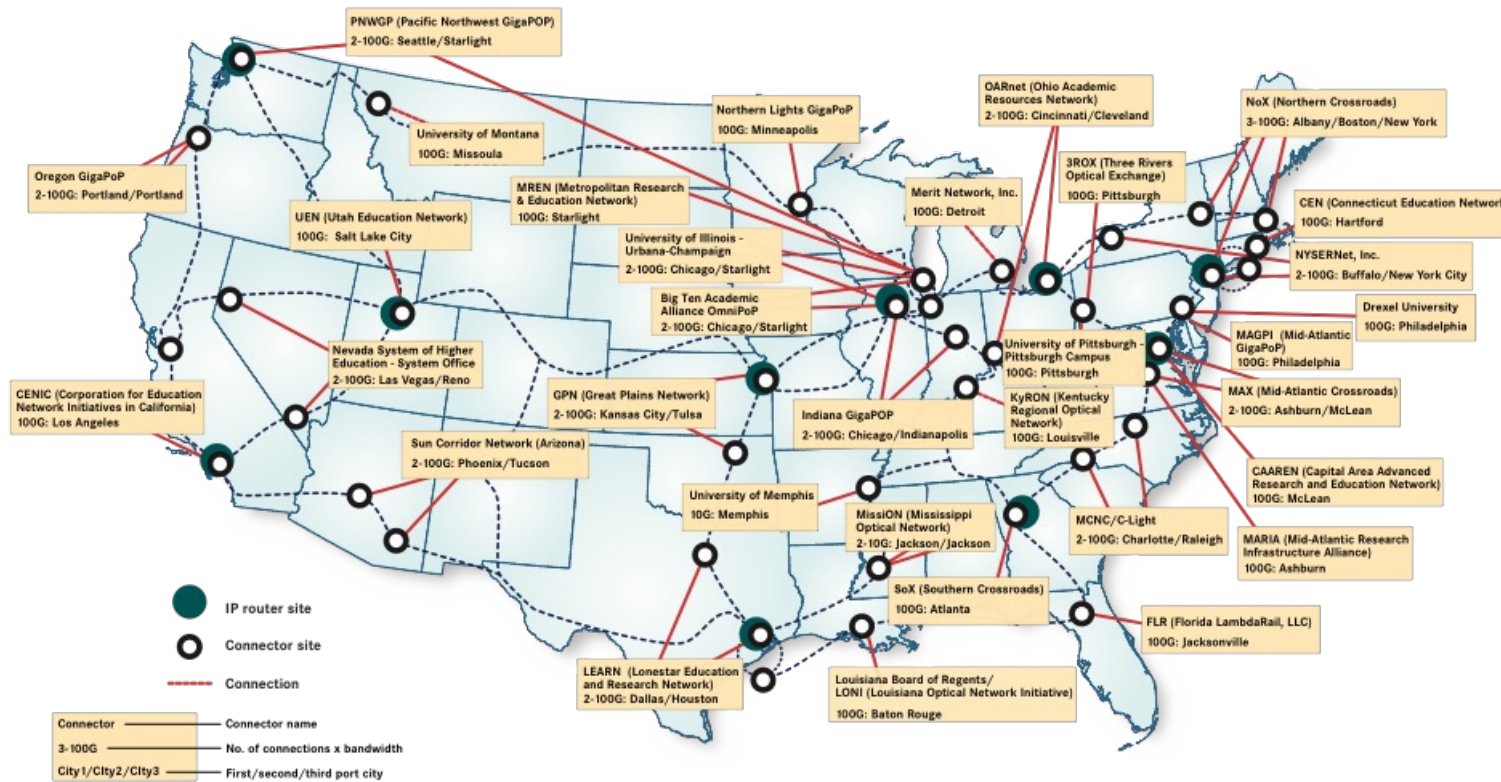 PNWGP (Pacific Northwest GigaPOP)
2-100G: Seattle/Starlight
University of Montana
100G: Missoula
Oregon GigaPoP
2-100G: Portland/Portland
UEN (Utah Education Network)
100G: Salt Lake City
Northern Lights GigaPoP
100G: Minneapolis
MREN (Metropolitan Research
& Education Network)
100G: Starlight
University of Illinois -
Urbana-Champaign
2-100G: Chicago/Starlight
Big Ten Academic
Alliance OmniPoP
2-100G: Chicago/Starlight
Merit Network, Inc.
100G: Detroit
OARnet (Ohio Academic
Resources Network)
2-100G: Cincinnati/Cleveland
3ROX (Three Rivers
Optical Exchange)
100G: Pittsburgh
NoX (Northern Crossroads)
3-100G: Albany/Boston/New York
CEN (Connecticut Education Network
100G: Hartford
NYSERNet, Inc.
2-100G: Buffalo/New York City
Drexel University
100G: Philadelphia
MAGPI (Mid-Atlantic
GigaPoP)
100G: Philadelphia
MAX (Mid-Atlantic Crossroads)
2-100G: Ashburn/McLean
CAAREN (Capital Area Advanced
Research and Education Network)
100G: McLean
MARIA (Mid-Atlantic Research
Infrastructure Alliance)
100G: Ashburn
University of Pittsburgh -
Pittsburgh Campus
100G: Pittsburgh
KyRON (Kentucky
Regional Optical
Network)
100G: Louisville
Indiana GigaPOP
2-100G: Chicago/Indianapolis
Nevada System of Higher
Education - System Office
2-100G: Las Vegas/Reno
CENIC (Corporation for Education
Network Initiatives in California)
100G: Los Angeles
GPN (Great Plains Network)
2-100G: Kansas City/Tulsa
Sun Corridor Network (Arizona)
2-100G: Phoenix/Tucson
University of Memphis
10G: Memphis
MissiON (Mississippi
Optical Network)
2-10G: Jackson/Jackson
MCNC/C-Light
2-100G: Charlotte/Raleigh
SoX (Southern Crossroads)
100G: Atlanta
FLR (Florida LambdaRail, LLC)
100G: Jacksonville
LEARN (Lonestar Education
and Research Network)
2-100G: Dallas/Houston
Louisiana Board of Regents/
LONI (Louisiana Optical Network Initiative)
100G: Baton Rouge
IP router site
Connector site
Connection
Connector
Connector name
3-100G
No. of connections x bandwidth
City1/CIty2/CIty3
First/second/third port city